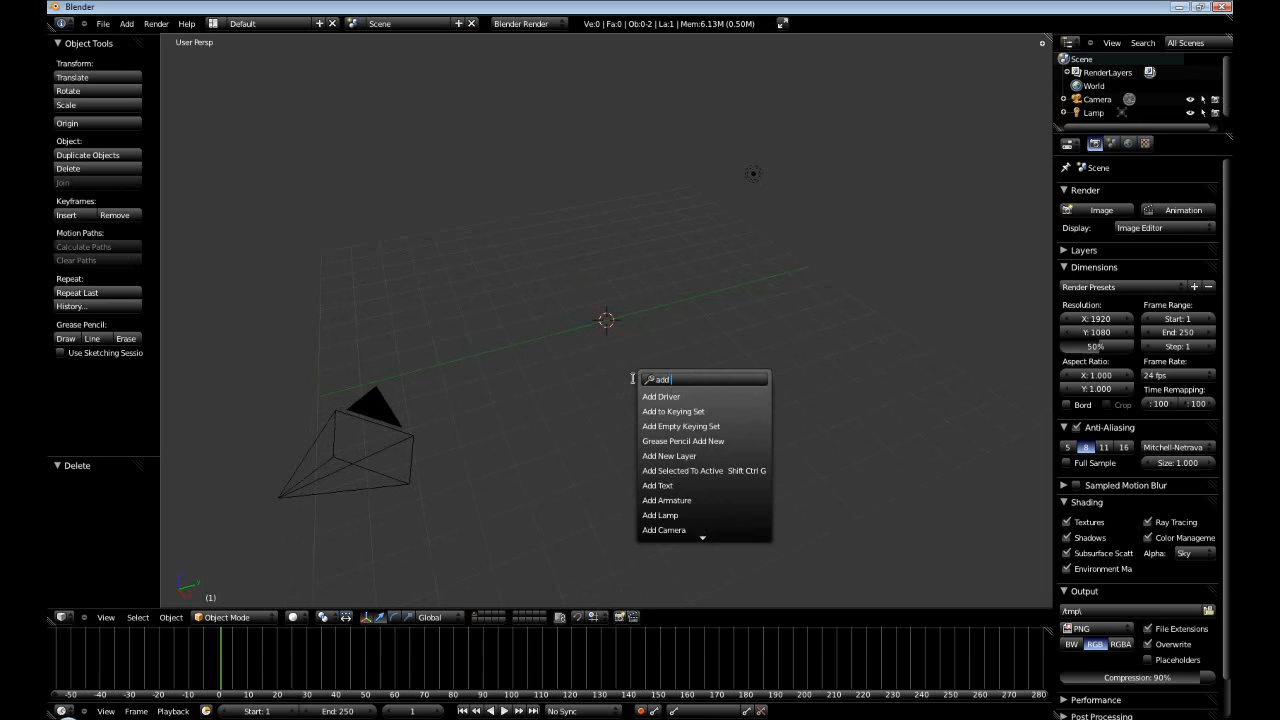 Blender
File Add Render Help Default Scene Blender Render Ve:0 | Fa:0 | Ob:0-2 | La:1 | Mem:6.13M (0.50M)
Object Tools
Transform:
Translate
Rotate
Scale
Origin
Object:
Duplicate Objects
Delete
Join
Keyframes:
Insert Remove
Motion Paths:
Calculate Paths
Clear Paths
Repeat:
Repeat Last
History...
Grease Pencil:
Draw Line Erase
Use Sketching Sessio
Delete
User Persp
add
Add Driver
Add to Keying Set
Add Empty Keying Set
Grease Pencil Add New
Add New Layer
Add Selected To Active Shift Ctrl G
Add Text
Add Armature
Add Lamp
Add Camera
(1)
View Select Object Object Mode Global
-50 -40 -30 -20 -10 0 10 20 30 40 50 60 70 80 90 100 110 120 130 140 150 160 170 180 190 200 210 220 230 240 250 260 270 280
View Frame Playback Start: 1 End: 250 1 No Sync
View Search All Scenes
Scene
RenderLayers
World
Camera
Lamp
Scene
Render
Image Animation
Display: Image Editor
Layers
Dimensions
Render Presets
Resolution: Frame Range:
X: 1920 Start: 1
Y: 1080 End: 250
50% Step: 1
Aspect Ratio: Frame Rate:
X: 1.000 24 fps
Y: 1.000 Time Remapping:
Bord Crop : 100 : 100
Anti-Aliasing
5 8 11 16 Mitchell-Netrava
Full Sample Size: 1.000
Sampled Motion Blur
Shading
Textures Ray Tracing
Shadows Color Manageme
Subsurface Scatt Alpha: Sky
Environment Ma
Output
/tmp\
PNG File Extensions
BW RGB RGBA Overwrite
Placeholders
Compression: 90%
Performance
Post Processing